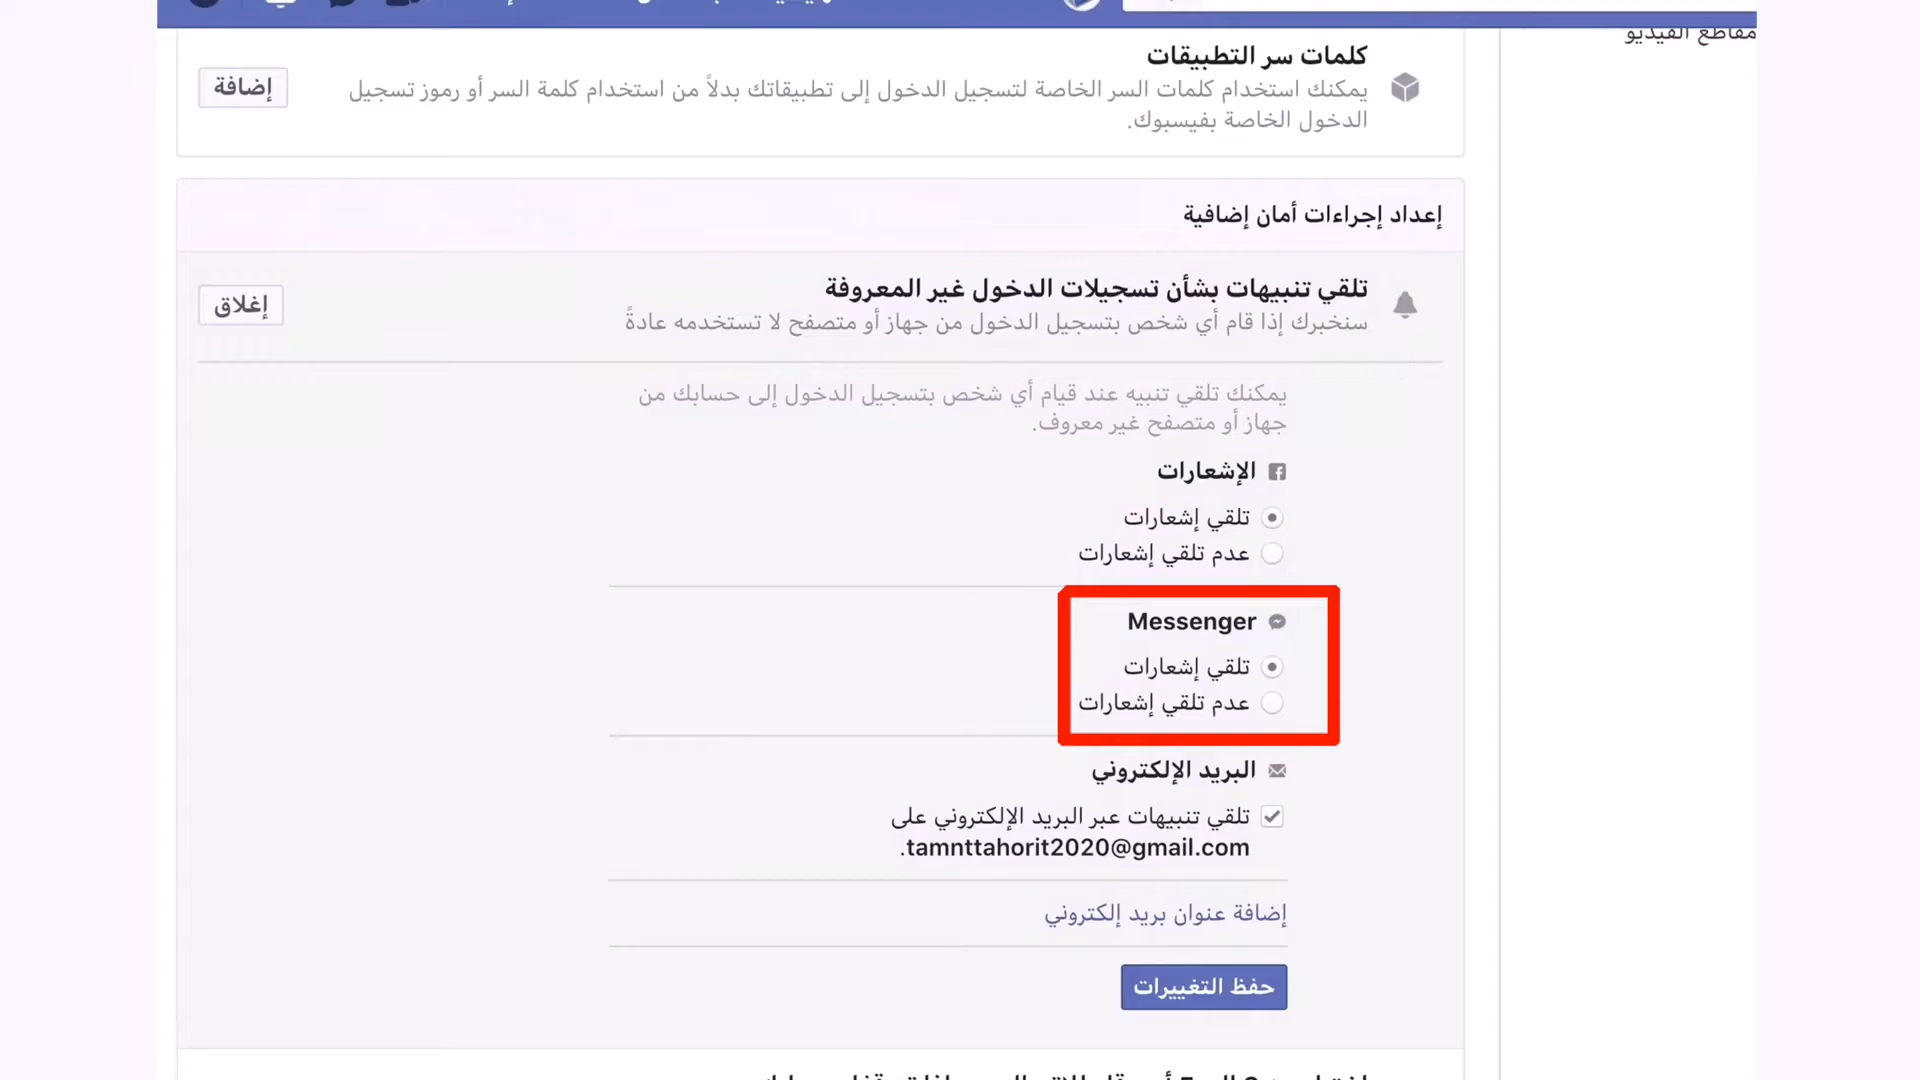 مقاطع الفيديو
كلمات سر التطبيقات
يمكنك استخدام كلمات السر الخاصة لتسجيل الدخول إلى تطبيقاتك بدلاً من استخدام كلمة السر أو رموز تسجيل
الدخول الخاصة بفيسبوك.
إضافة
إعداد إجراءات أمان إضافية
تلقي تنبيهات بشأن تسجيلات الدخول غير المعروفة
سنخبرك إذا قام أي شخص بتسجيل الدخول من جهاز أو متصفح لا تستخدمه عادةً
إغلاق
يمكنك تلقي تنبيه عند قيام أي شخص بتسجيل الدخول إلى حسابك من
جهاز أو متصفح غير معروف.
الإشعارات
تلقي إشعارات
عدم تلقي إشعارات
Messenger
تلقي إشعارات
عدم تلقي إشعارات
البريد الإلكتروني
تلقي تنبيهات عبر البريد الإلكتروني على
tamnttahorit2020@gmail.com.
إضافة عنوان بريد إلكتروني
حفظ التغييرات